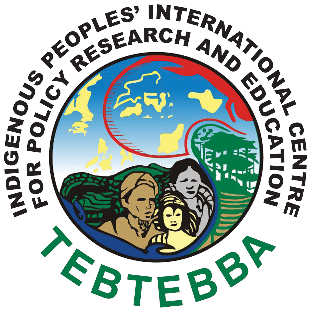 INDIGENOUS PEOPLES' INTERNATIONAL CENTRE
FOR POLICY RESEARCH AND EDUCATION
TEBTEBBA